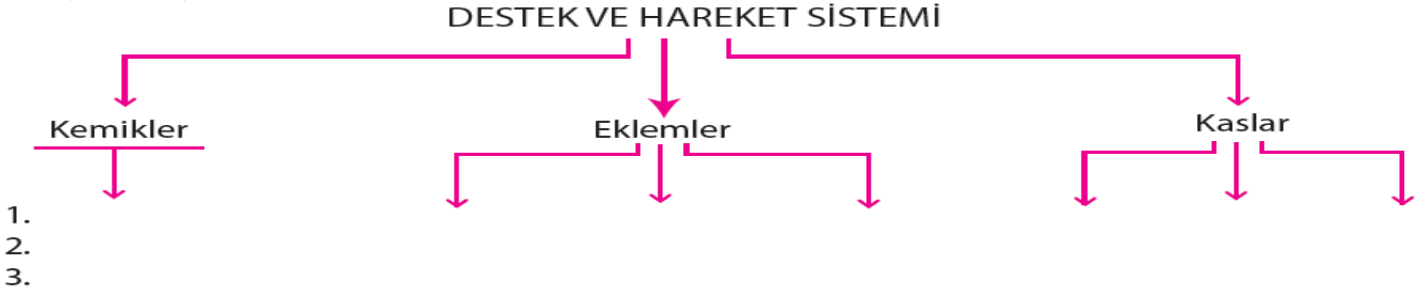 DESTEK VE HAREKET SİSTEMİ
Kemikler
Eklemler
Kaslar
1.
2.
3.